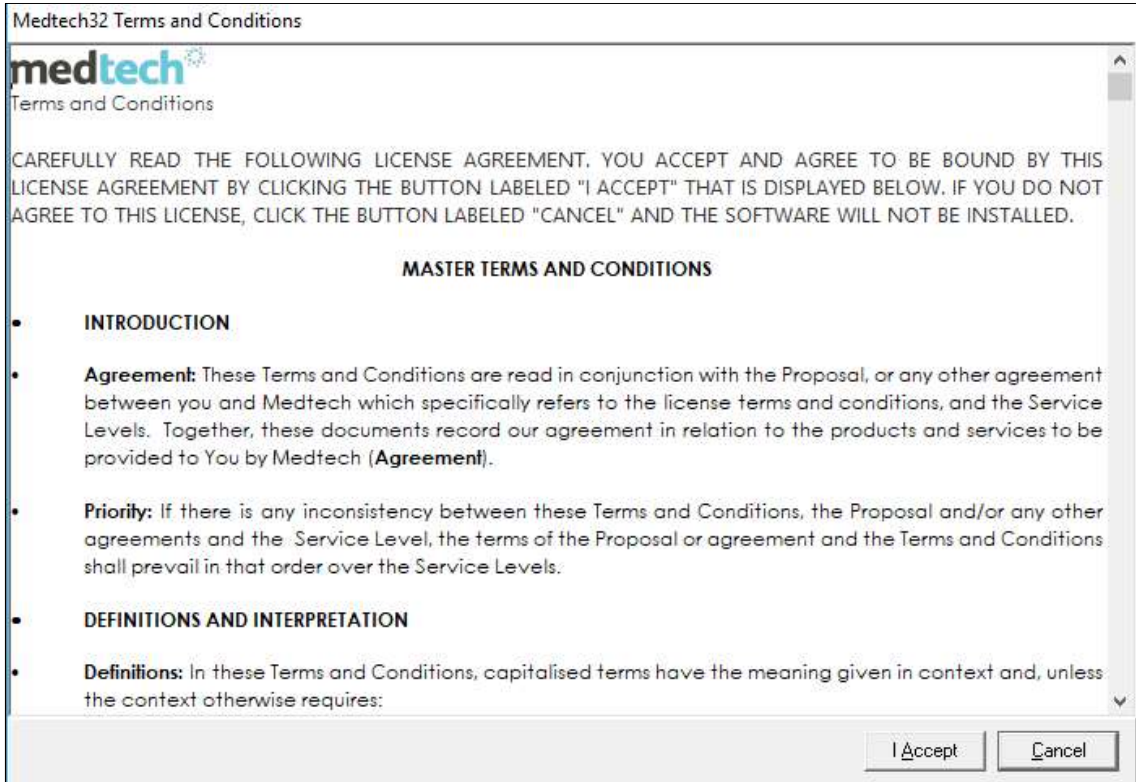 Medtech32 Terms and Conditions
medtech
Terms and Conditions
CAREFULLY READ THE FOLLOWING LICENSE AGREEMENT. YOU ACCEPT AND AGREE TO BE BOUND BY THIS
LICENSE AGREEMENT BY CLICKING THE BUTTON LABELED "I ACCEPT" THAT IS DISPLAYED BELOW. IF YOU DO NOT
AGREE TO THIS LICENSE, CLICK THE BUTTON LABELED "CANCEL" AND THE SOFTWARE WILL NOT BE INSTALLED.
MASTER TERMS AND CONDITIONS
• INTRODUCTION
• Agreement: These Terms and Conditions are read in conjunction with the Proposal, or any other agreement
between you and Medtech which specifically refers to the license terms and conditions, and the Service
Levels. Together, these documents record our agreement in relation to the products and services to be
provided to You by Medtech (Agreement).
• Priority: If there is any inconsistency between these Terms and Conditions, the Proposal and/or any other
agreements and the Service Level, the terms of the Proposal or agreement and the Terms and Conditions
shall prevail in that order over the Service Levels.
• DEFINITIONS AND INTERPRETATION
• Definitions: In these Terms and Conditions, capitalised terms have the meaning given in context and, unless
the context otherwise requires:
I Accept
Cancel